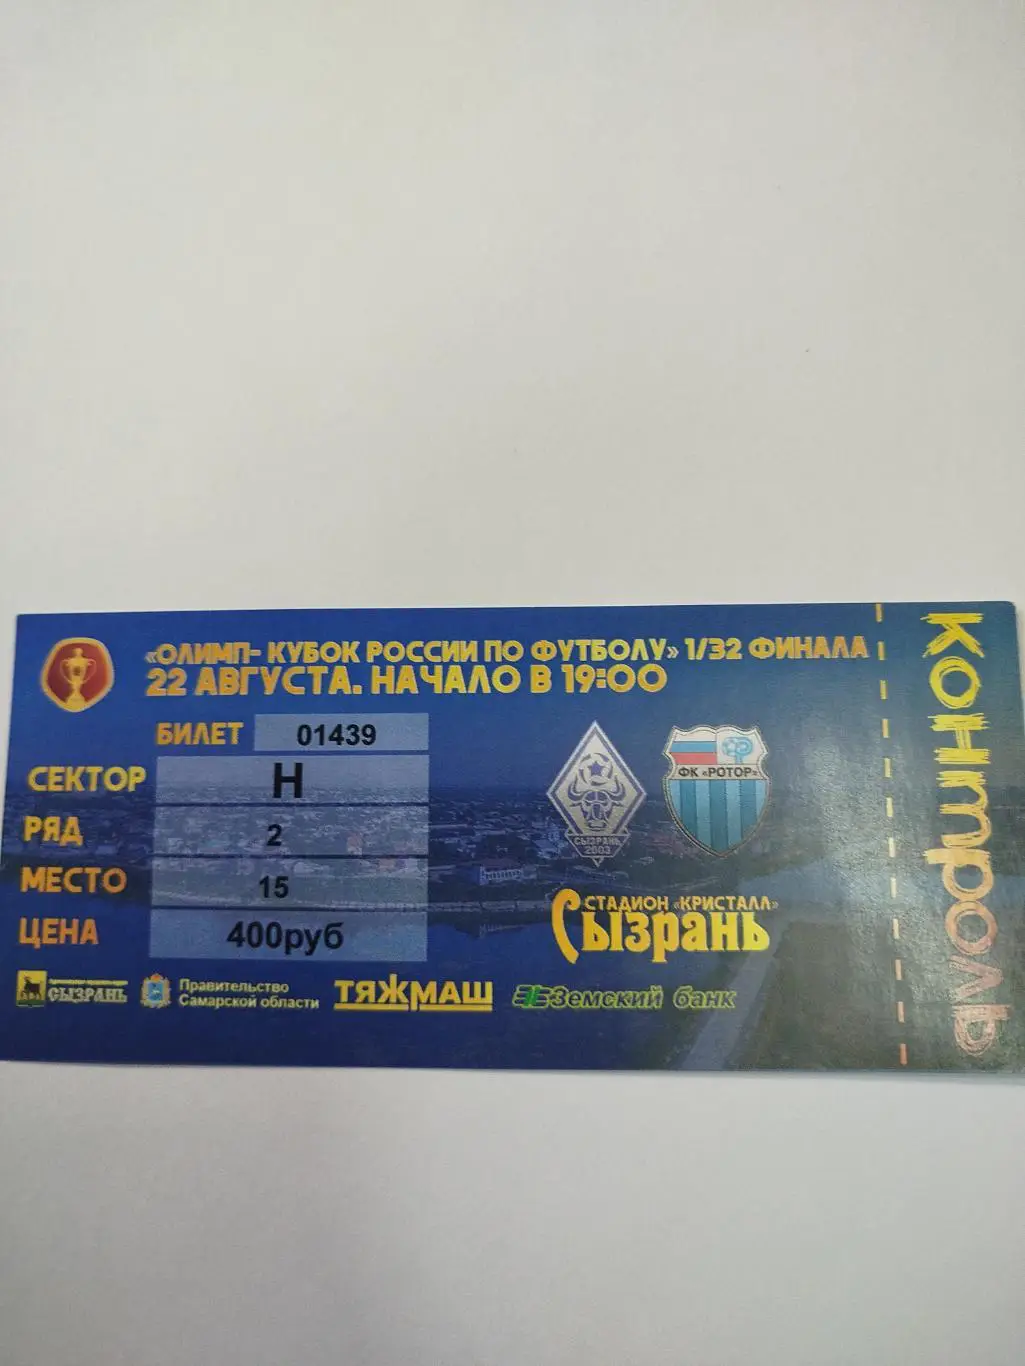 «ОЛИМП- КУБОК РОССИИ ПО ФУТБОЛУ» 1/32 ФИНАЛА
22 АВГУСТА. НАЧАЛО В 19:00
БИЛЕТ 01439
СЕКТОР Н
РЯД 2
МЕСТО 15
ЦЕНА 400руб
СЫЗРАНЬ
2003
ФК «РОТОР»
СТАДИОН «КРИСТАЛЛ»
Сызрань
СЫЗРАНЬ
Правительство
Самарской области
ТЯЖМАШ
Земский банк
КОНТРОЛЬ